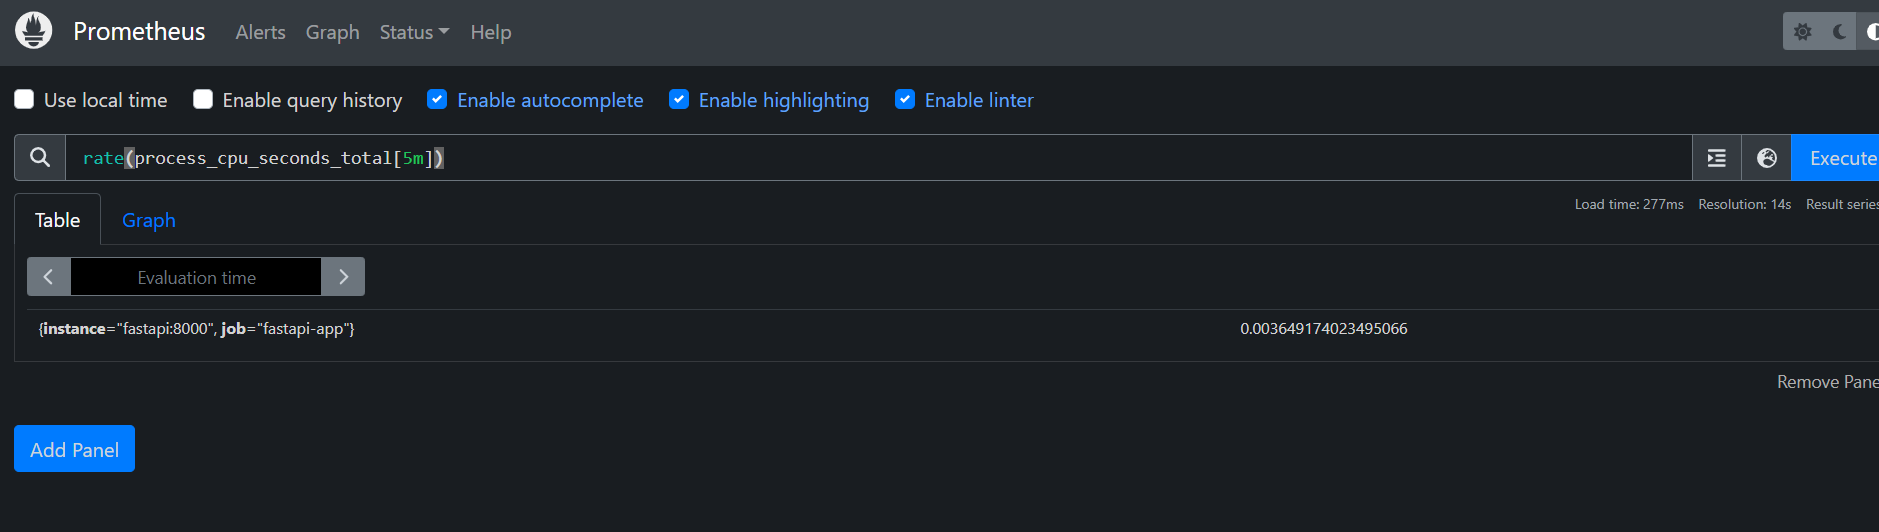 Prometheus Alerts Graph Status Help
Use local time Enable query history Enable autocomplete Enable highlighting Enable linter
rate(process_cpu_seconds_total[5m]) Execute
Load time: 277ms Resolution: 14s Result series
Table Graph
Evaluation time
{instance="fastapi:8000", job="fastapi-app"} 0.003649174023495066
Remove Pane
Add Panel